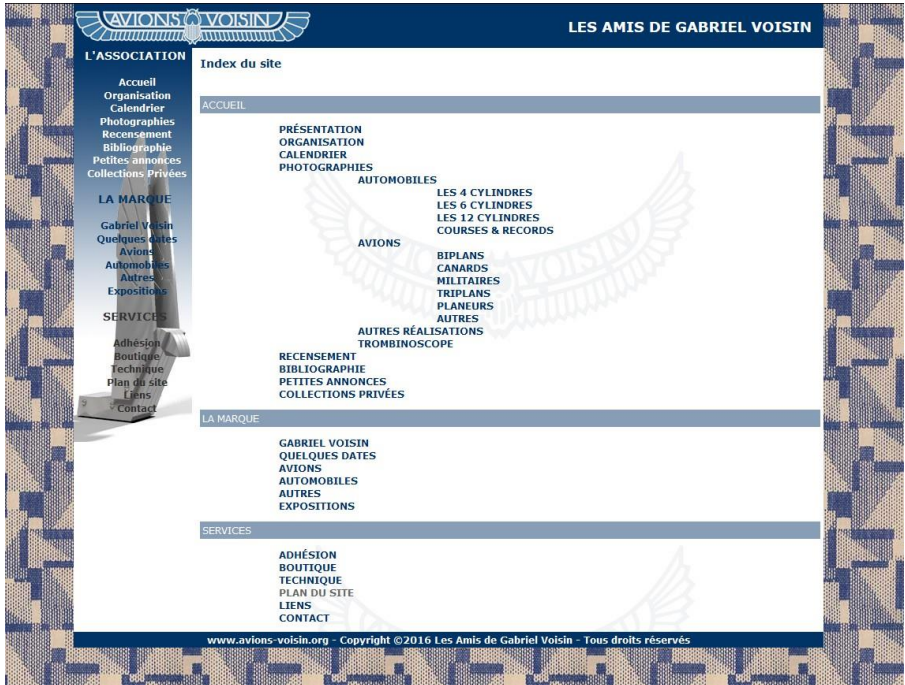 AVIONS VOISIN
LES AMIS DE GABRIEL VOISIN
L'ASSOCIATION
Accueil
Organisation
Calendrier
Photographies
Recensement
Bibliographie
Petites annonces
Collections Privées
LA MARQUE
Gabriel Voisin
Quelques dates
Avions
Automobiles
Autres
Expositions
SERVICES
Adhésion
Boutique
Technique
Plan du site
Liens
Contact
Index du site
ACCUEIL
PRÉSENTATION
ORGANISATION
CALENDRIER
PHOTOGRAPHIES
AUTOMOBILES
LES 4 CYLINDRES
LES 6 CYLINDRES
LES 12 CYLINDRES
COURSES & RECORDS
AVIONS
BIPLANS
CANARDS
MILITAIRES
TRIPLANS
PLANEURS
AUTRES
AUTRES RÉALISATIONS
TROMBINOSCOPE
RECENSEMENT
BIBLIOGRAPHIE
PETITES ANNONCES
COLLECTIONS PRIVÉES
LA MARQUE
GABRIEL VOISIN
QUELQUES DATES
AVIONS
AUTOMOBILES
AUTRES
EXPOSITIONS
SERVICES
ADHÉSION
BOUTIQUE
TECHNIQUE
PLAN DU SITE
LIENS
CONTACT
www.avions-voisin.org - Copyright ©2016 Les Amis de Gabriel Voisin - Tous droits réservés